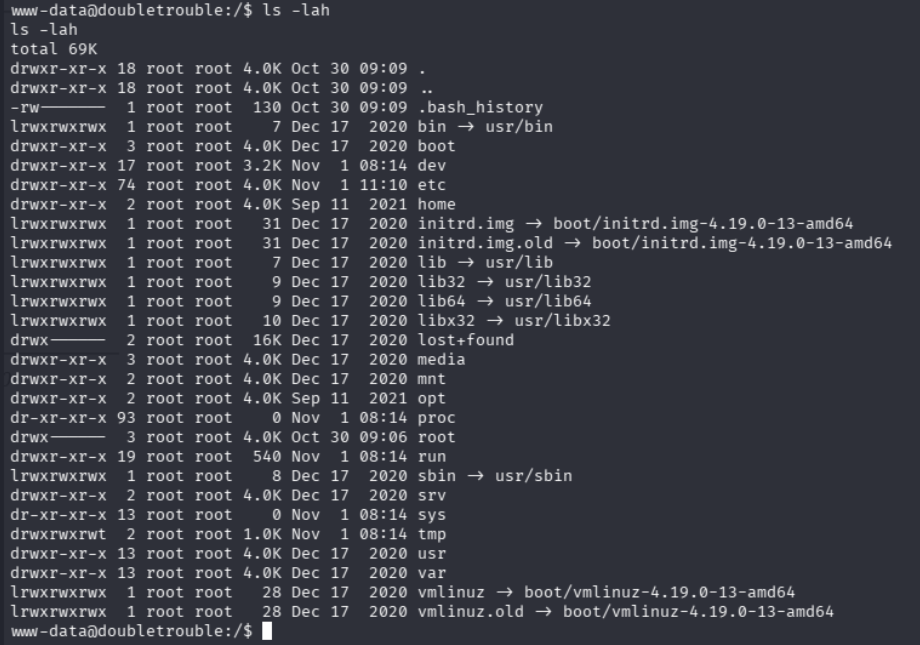 www-data@doubletrouble:/$ ls -lah
ls -lah
total 69K
drwxr-xr-x 18 root root 4.0K Oct 30 09:09 .
drwxr-xr-x 18 root root 4.0K Oct 30 09:09 ..
-rw------- 1 root root 130 Oct 30 09:09 .bash_history
lrwxrwxrwx 1 root root 7 Dec 17 2020 bin -> usr/bin
drwxr-xr-x 3 root root 4.0K Dec 17 2020 boot
drwxr-xr-x 17 root root 3.2K Nov 1 08:14 dev
drwxr-xr-x 74 root root 4.0K Nov 1 11:10 etc
drwxr-xr-x 2 root root 4.0K Sep 11 2021 home
lrwxrwxrwx 1 root root 31 Dec 17 2020 initrd.img -> boot/initrd.img-4.19.0-13-amd64
lrwxrwxrwx 1 root root 31 Dec 17 2020 initrd.img.old -> boot/initrd.img-4.19.0-13-amd64
lrwxrwxrwx 1 root root 7 Dec 17 2020 lib -> usr/lib
lrwxrwxrwx 1 root root 9 Dec 17 2020 lib32 -> usr/lib32
lrwxrwxrwx 1 root root 9 Dec 17 2020 lib64 -> usr/lib64
lrwxrwxrwx 1 root root 10 Dec 17 2020 libx32 -> usr/libx32
drwx------ 2 root root 16K Dec 17 2020 lost+found
drwxr-xr-x 3 root root 4.0K Dec 17 2020 media
drwxr-xr-x 2 root root 4.0K Dec 17 2020 mnt
drwxr-xr-x 2 root root 4.0K Sep 11 2021 opt
dr-xr-xr-x 93 root root 0 Nov 1 08:14 proc
drwx------ 3 root root 4.0K Oct 30 09:06 root
drwxr-xr-x 19 root root 540 Nov 1 08:14 run
lrwxrwxrwx 1 root root 8 Dec 17 2020 sbin -> usr/sbin
drwxr-xr-x 2 root root 4.0K Dec 17 2020 srv
dr-xr-xr-x 13 root root 0 Nov 1 08:14 sys
drwxrwxrwt 2 root root 1.0K Nov 1 08:14 tmp
drwxr-xr-x 13 root root 4.0K Dec 17 2020 usr
drwxr-xr-x 13 root root 4.0K Dec 17 2020 var
lrwxrwxrwx 1 root root 28 Dec 17 2020 vmlinuz -> boot/vmlinuz-4.19.0-13-amd64
lrwxrwxrwx 1 root root 28 Dec 17 2020 vmlinuz.old -> boot/vmlinuz-4.19.0-13-amd64
www-data@doubletrouble:/$